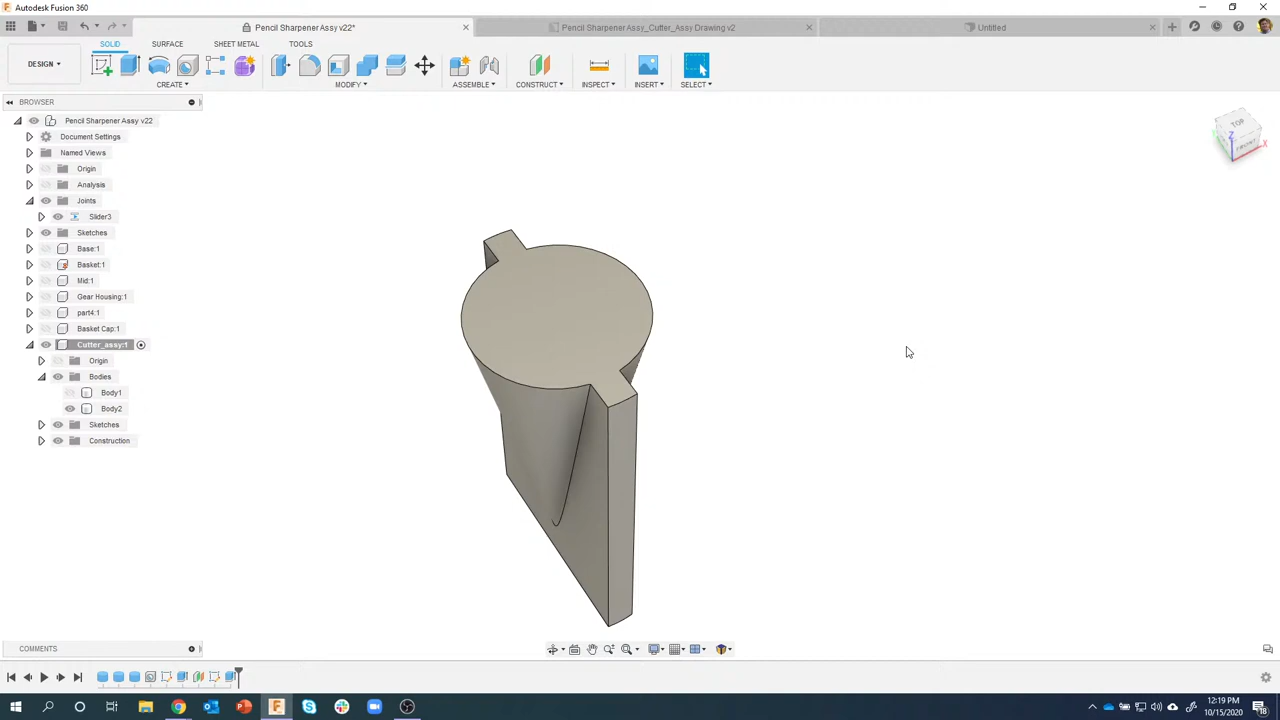 Autodesk Fusion 360
Pencil Sharpener Assy v22*
Pencil Sharpener Assy_Cutter_Assy Drawing v2
Untitled
SOLID
SURFACE
SHEET METAL
TOOLS
DESIGN
CREATE
MODIFY
ASSEMBLE
CONSTRUCT
INSPECT
INSERT
SELECT
BROWSER
Pencil Sharpener Assy v22
Document Settings
Named Views
Origin
Analysis
Joints
Slider3
Sketches
Base:1
Basket:1
Mid:1
Gear Housing:1
part4:1
Basket Cap:1
Cutter_assy:1
Origin
Bodies
Body1
Body2
Sketches
Construction
TOP
FRONT
Z
X
COMMENTS
12:19 PM
10/15/2020
18